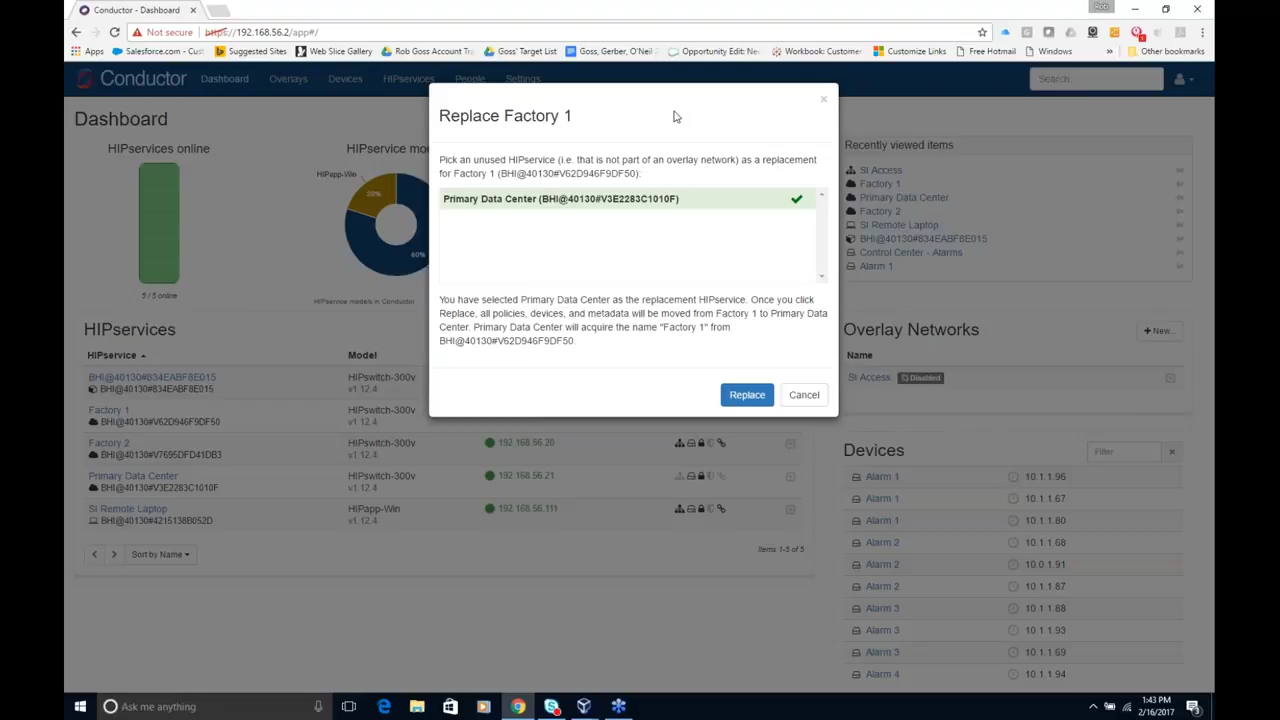 Conductor - Dashboard
Rob
Not secure
https://192.168.56.2/app#/
Apps
Salesforce.com - Cust
Suggested Sites
Web Slice Gallery
Rob Goss Account Tra
Goss' Target List
Goss, Gerber, O'Neil
Opportunity Edit: Ne
Workbook: Customer
Customize Links
Free Hotmail
Windows
»
Other bookmarks
Conductor
Dashboard
Overlays
Devices
HIPservices
People
Settings
Search..
Dashboard
HIPservices online
5 / 5 online
HIPservice mo
HIPapp-Win
20%
80%
HIPservice models in Conductor
Replace Factory 1
×
Pick an unused HIPservice (i.e. that is not part of an overlay network) as a replacement
for Factory 1 (BHI@40130#V62D946F9DF50):
Primary Data Center (BHI@40130#V3E2283C1010F)
You have selected Primary Data Center as the replacement HIPservice. Once you click
Replace, all policies, devices, and metadata will be moved from Factory 1 to Primary Data
Center. Primary Data Center will acquire the name "Factory 1" from
BHI@40130#V62D946F9DF50.
Replace
Cancel
Recently viewed items
SI Access
Factory 1
Primary Data Center
Factory 2
SI Remote Laptop
BHI@40130#834EABF8E015
Control Center - Alarms
Alarm 1
HIPservices
HIPservice
Model
BHI@40130#834EABF8E015
BHI@40130#834EABF8E015
HIPswitch-300v
v1.12.4
Factory 1
BHI@40130#V62D946F9DF50
HIPswitch-300v
v1.12.4
Factory 2
BHI@40130#V7695DFD41DB3
HIPswitch-300v
v1.12.4
192.168.56.20
Primary Data Center
BHI@40130#V3E2283C1010F
HIPswitch-300v
v1.12.4
192.168.56.21
SI Remote Laptop
BHI@40130#4215138B052D
HIPapp-Win
v1.12.4
192.168.56.111
Sort by Name
Items 1-5 of 5
Overlay Networks
+ New...
Name
SI Access
Disabled
Devices
Filter
×
Alarm 1 10.1.1.96
Alarm 1 10.1.1.67
Alarm 1 10.1.1.80
Alarm 2 10.1.1.68
Alarm 2 10.0.1.91
Alarm 2 10.1.1.87
Alarm 3 10.1.1.88
Alarm 3 10.1.1.93
Alarm 3 10.1.1.69
Alarm 4 10.1.1.94
Ask me anything
1:43 PM
2/16/2017
3